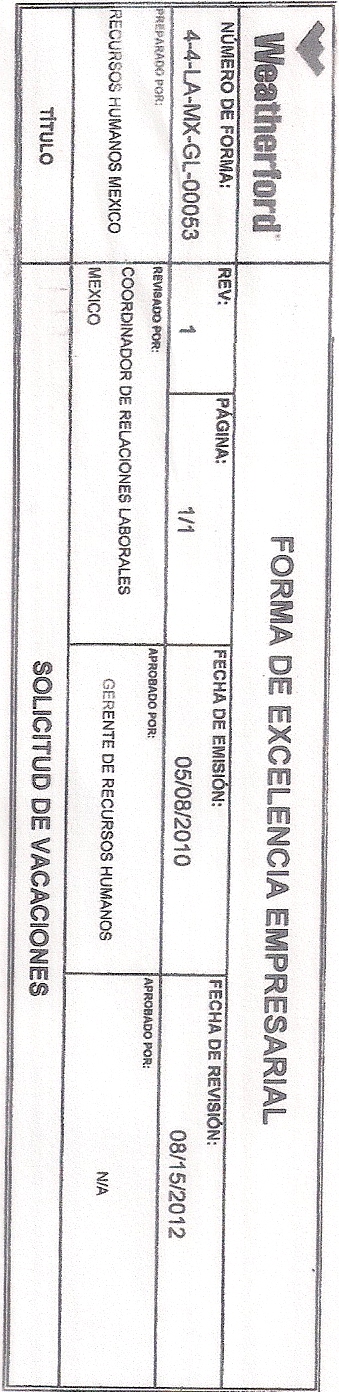 Weatherford
FORMA DE EXCELENCIA EMPRESARIAL
NÚMERO DE FORMA:
4-4-LA-MX-GL-00053
REV:
1
PÁGINA:
1/1
FECHA DE EMISIÓN:
05/08/2010
FECHA DE REVISIÓN:
08/15/2012
PREPARADO POR:
RECURSOS HUMANOS MEXICO
REVISADO POR:
COORDINADOR DE RELACIONES LABORALES
MEXICO
APROBADO POR:
GERENTE DE RECURSOS HUMANOS
APROBADO POR:
N/A
TÍTULO
SOLICITUD DE VACACIONES